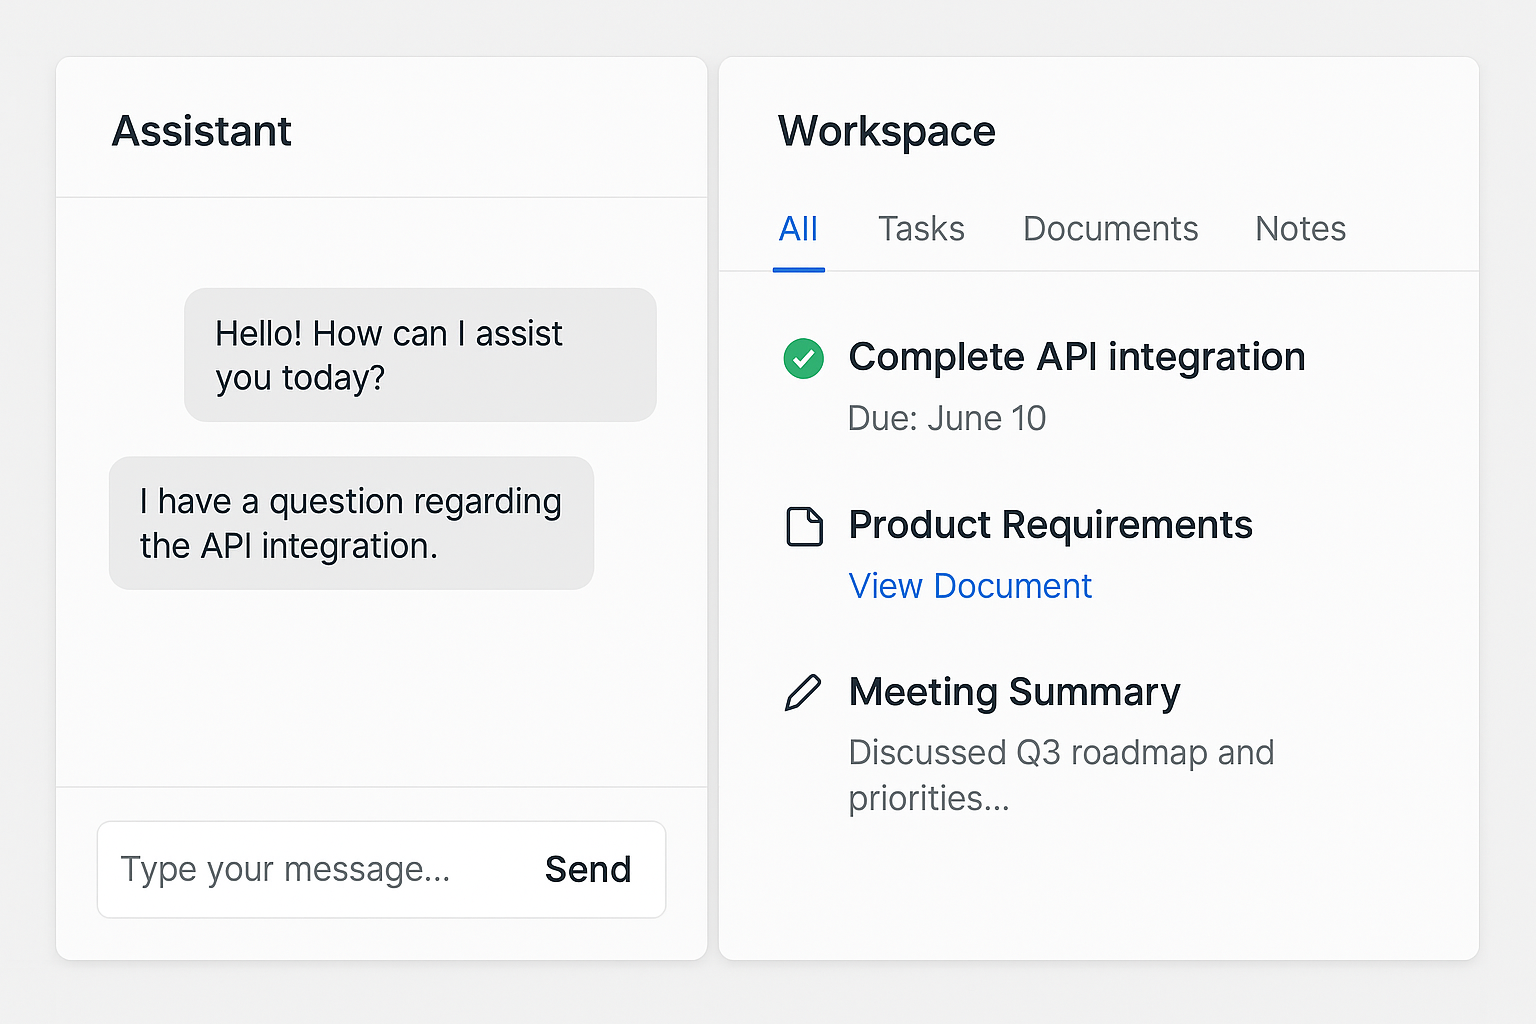 Assistant
Hello! How can I assist
you today?
I have a question regarding
the API integration.
Type your message...
Send
Workspace
All Tasks Documents Notes
Complete API integration
Due: June 10
Product Requirements
View Document
Meeting Summary
Discussed Q3 roadmap and
priorities...